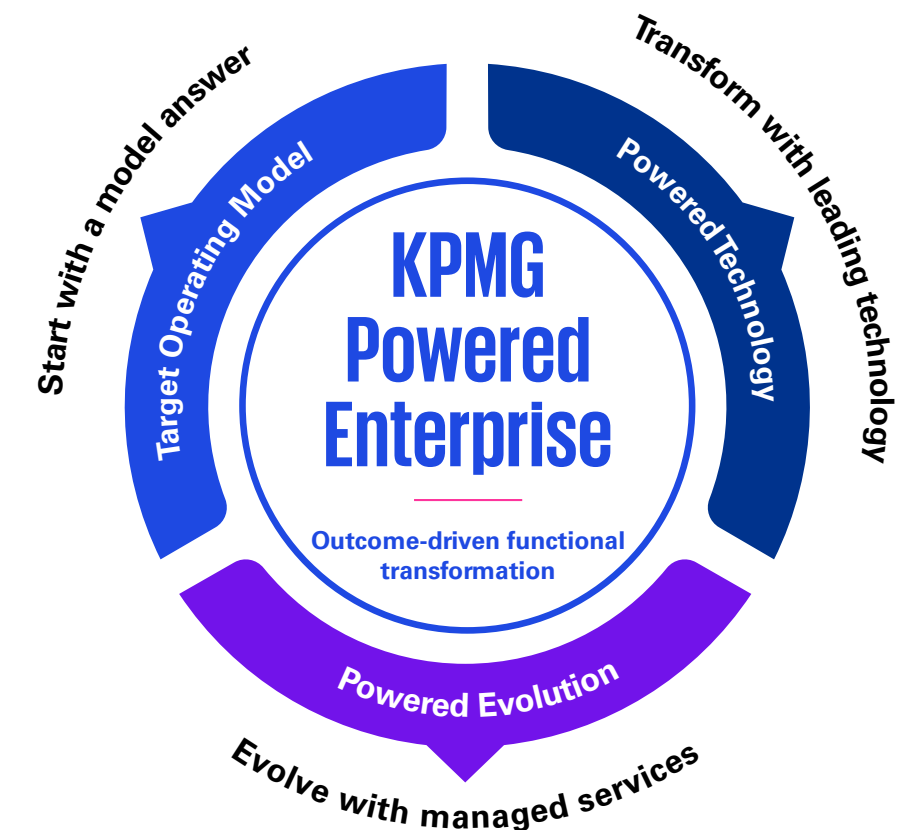 Start with a model answer
Target Operating Model
Transform with leading technology
Powered Technology
KPMG
Powered
Enterprise
Outcome-driven functional
transformation
Powered Evolution
Evolve with managed services